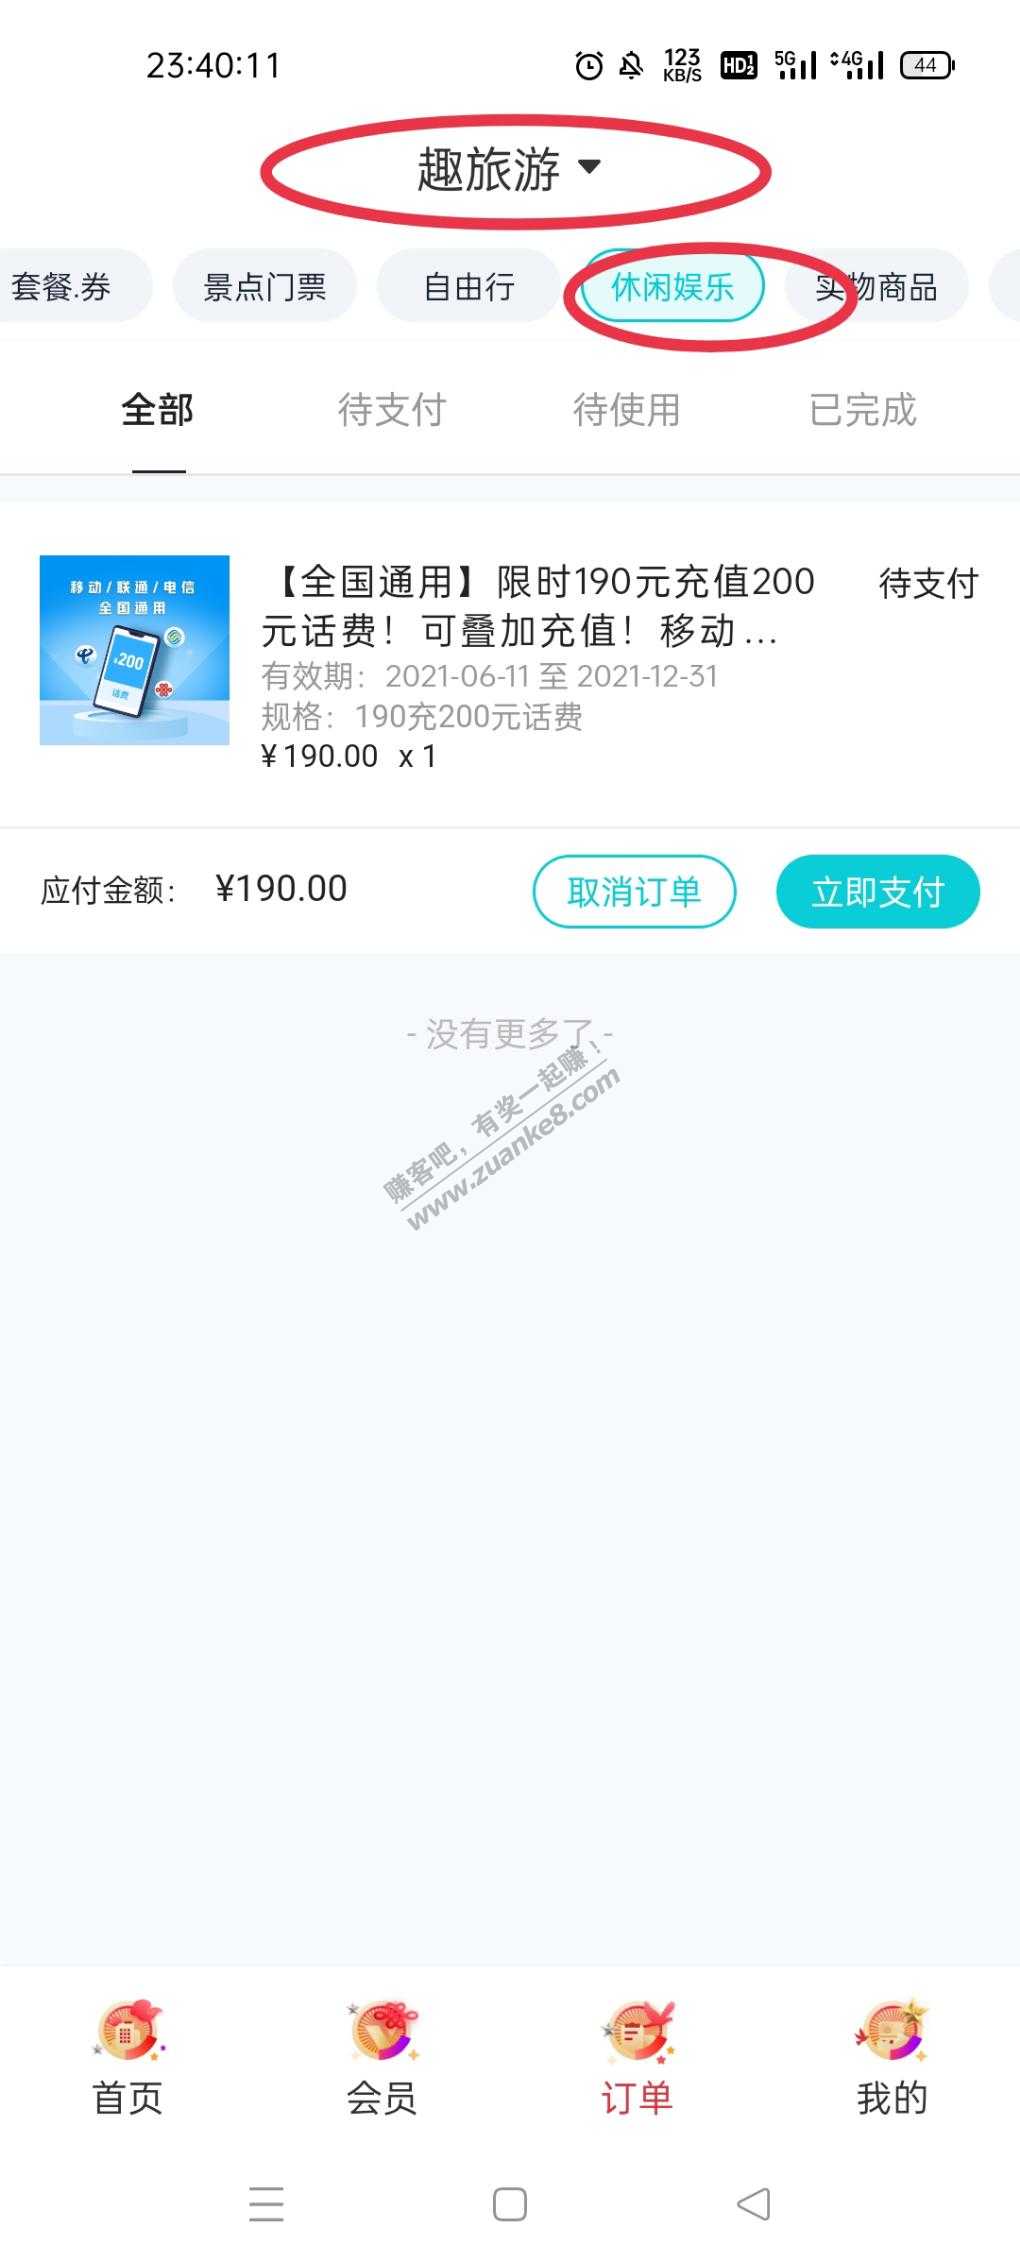 23:40:11 123 KB/S HD 1 2 5G 4G 44
趣旅游
套餐.券 景点门票 自由行 休闲娱乐 实物商品
全部 待支付 待使用 已完成
移动/联通/电信
全国通用
¥200
话费
【全国通用】限时190元充值200 待支付
元话费！可叠加充值！移动...
有效期：2021-06-11 至 2021-12-31
规格：190充200元话费
¥190.00 x 1
应付金额： ¥190.00 取消订单 立即支付
- 没有更多了 -
赚客吧，有奖一起赚！
www.zuanke8.com
首页 会员 订单 我的